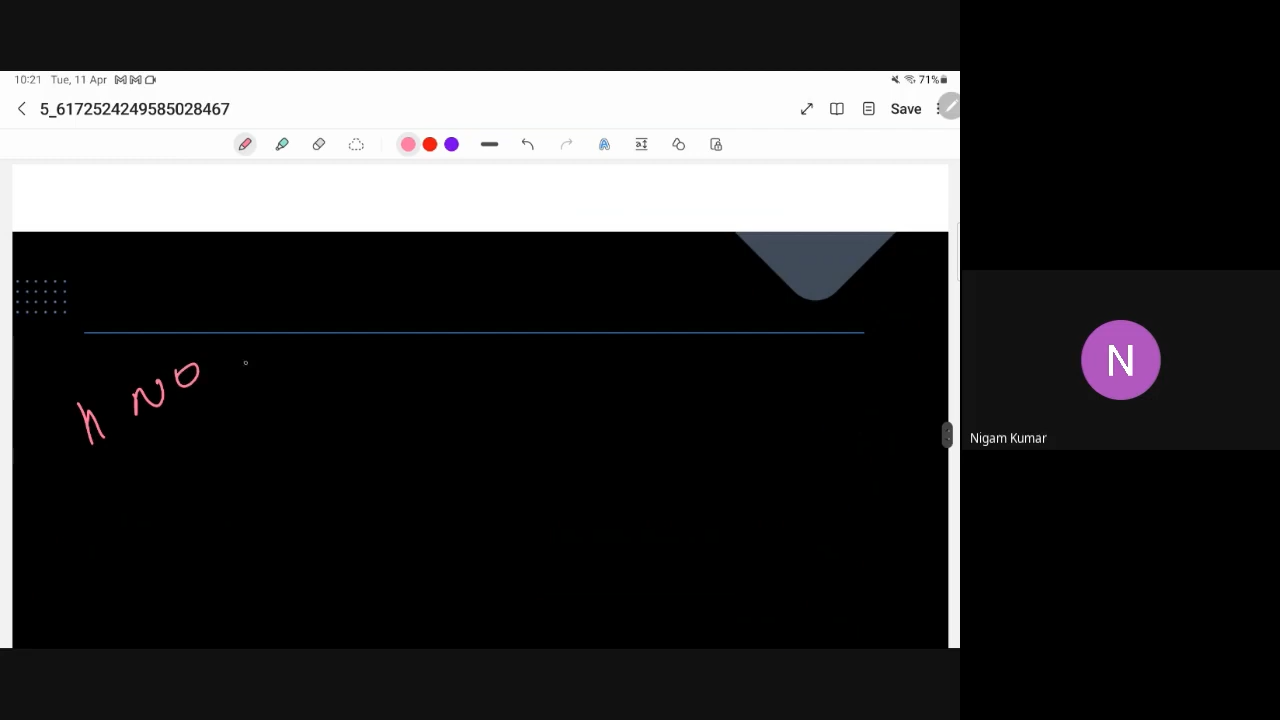 10:21 Tue, 11 Apr 71%
5_6172524249585028467 Save
h NO
N
Nigam Kumar